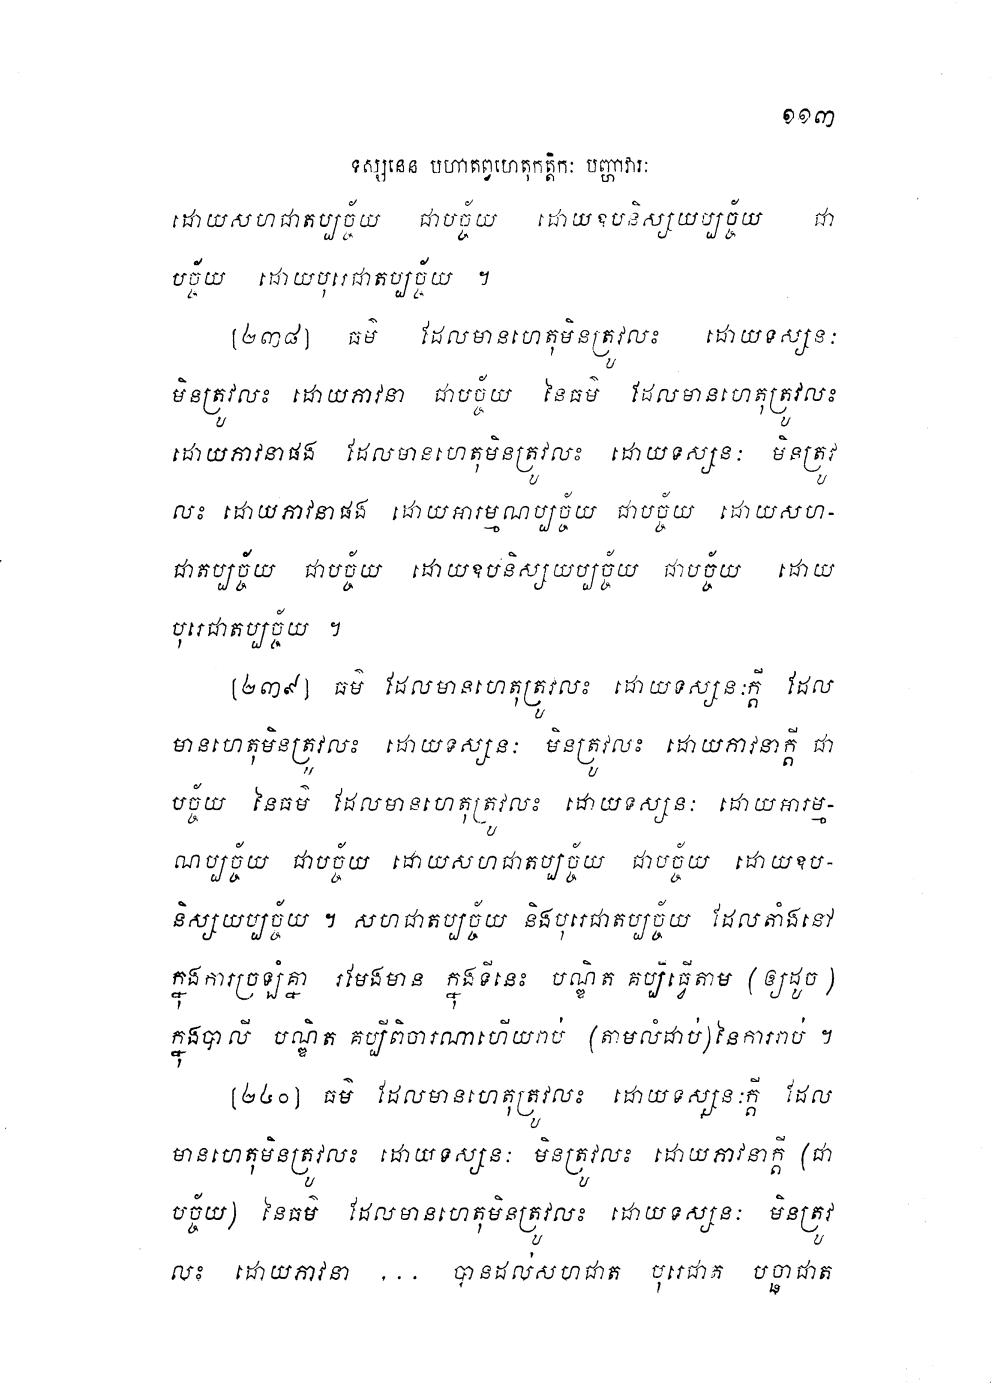 ១១៣
ទស្សនេន បហាតព្វហេតុកត្តិកៈ បញ្ហាវារៈ
ដោយសហជាតប្បច្ច័យ ជាបច្ច័យ ដោយឧបនិស្សយប្បច្ច័យ ជា
បច្ច័យ ដោយបុរេជាតប្បច្ច័យ ។
[២៣៨] ធម៌ ដែលមានហេតុមិនត្រូវលះ ដោយទស្សនៈ
មិនត្រូវលះ ដោយភាវនា ជាបច្ច័យ នៃធម៌ ដែលមានហេតុត្រូវលះ
ដោយភាវនាផង ដែលមានហេតុមិនត្រូវលះ ដោយទស្សនៈ មិនត្រូវ
លះ ដោយភាវនាផង ដោយអារម្មណប្បច្ច័យ ជាបច្ច័យ ដោយសហ-
ជាតប្បច្ច័យ ជាបច្ច័យ ដោយឧបនិស្សយប្បច្ច័យ ជាបច្ច័យ ដោយ
បុរេជាតប្បច្ច័យ ។
[២៣៩] ធម៌ ដែលមានហេតុត្រូវលះ ដោយទស្សនៈក្តី ដែល
មានហេតុមិនត្រូវលះ ដោយទស្សនៈ មិនត្រូវលះ ដោយភាវនាក្តី ជា
បច្ច័យ នៃធម៌ ដែលមានហេតុត្រូវលះ ដោយទស្សនៈ ដោយអារម្ម-
ណប្បច្ច័យ ជាបច្ច័យ ដោយសហជាតប្បច្ច័យ ជាបច្ច័យ ដោយឧប-
និស្សយប្បច្ច័យ ។ សហជាតប្បច្ច័យ និងបុរេជាតប្បច្ច័យ ដែលតាំងនៅ
ក្នុងការច្រឡំគ្នា រមែងមាន ក្នុងទីនេះ បណ្ឌិត គប្បីធ្វើតាម (ឲ្យដូច)
ក្នុងបាលី បណ្ឌិត គប្បីពិចារណាហើយរាប់ (តាមលំដាប់) នៃការរាប់ ។
[២៤០] ធម៌ ដែលមានហេតុត្រូវលះ ដោយទស្សនៈក្តី ដែល
មានហេតុមិនត្រូវលះ ដោយទស្សនៈ មិនត្រូវលះ ដោយភាវនាក្តី (ជា
បច្ច័យ) នៃធម៌ ដែលមានហេតុមិនត្រូវលះ ដោយទស្សនៈ មិនត្រូវ
លះ ដោយភាវនា ... បានដល់សហជាត បុរេជាត បច្ឆាជាត